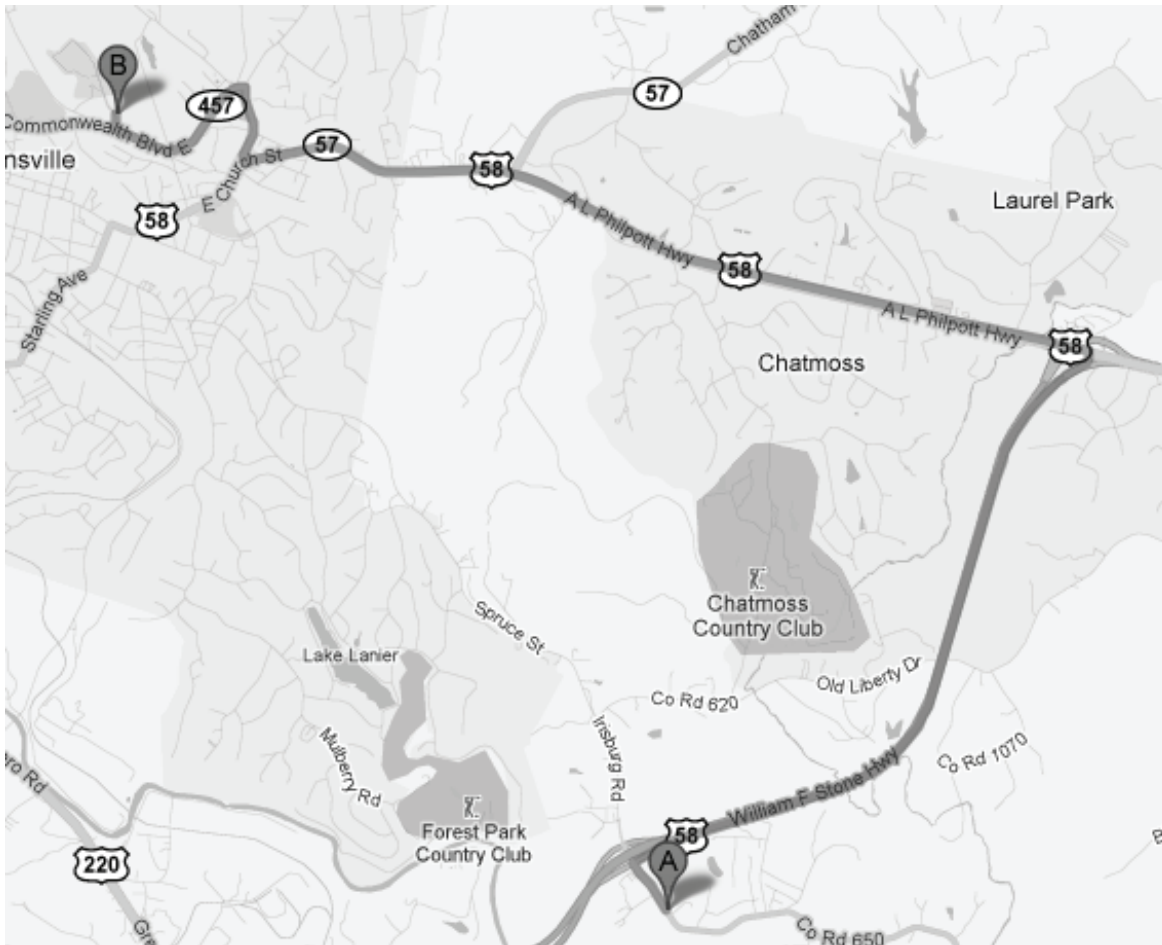 Chatham
B
57
457
Commonwealth Blvd E
57
nsville
E Church St
58
58
A L Philpott Hwy
Laurel Park
58
A L Philpott Hwy
58
Starling Ave
Chatmoss
Chatmoss
Country Club
Spruce St
Lake Lanier
Old Liberty Dr
Co Rd 620
Irisburg Rd
Mulberry Rd
Co Rd 1070
ro Rd
William F Stone Hwy
Forest Park
Country Club
58
220
A
Gre
Co Rd 650